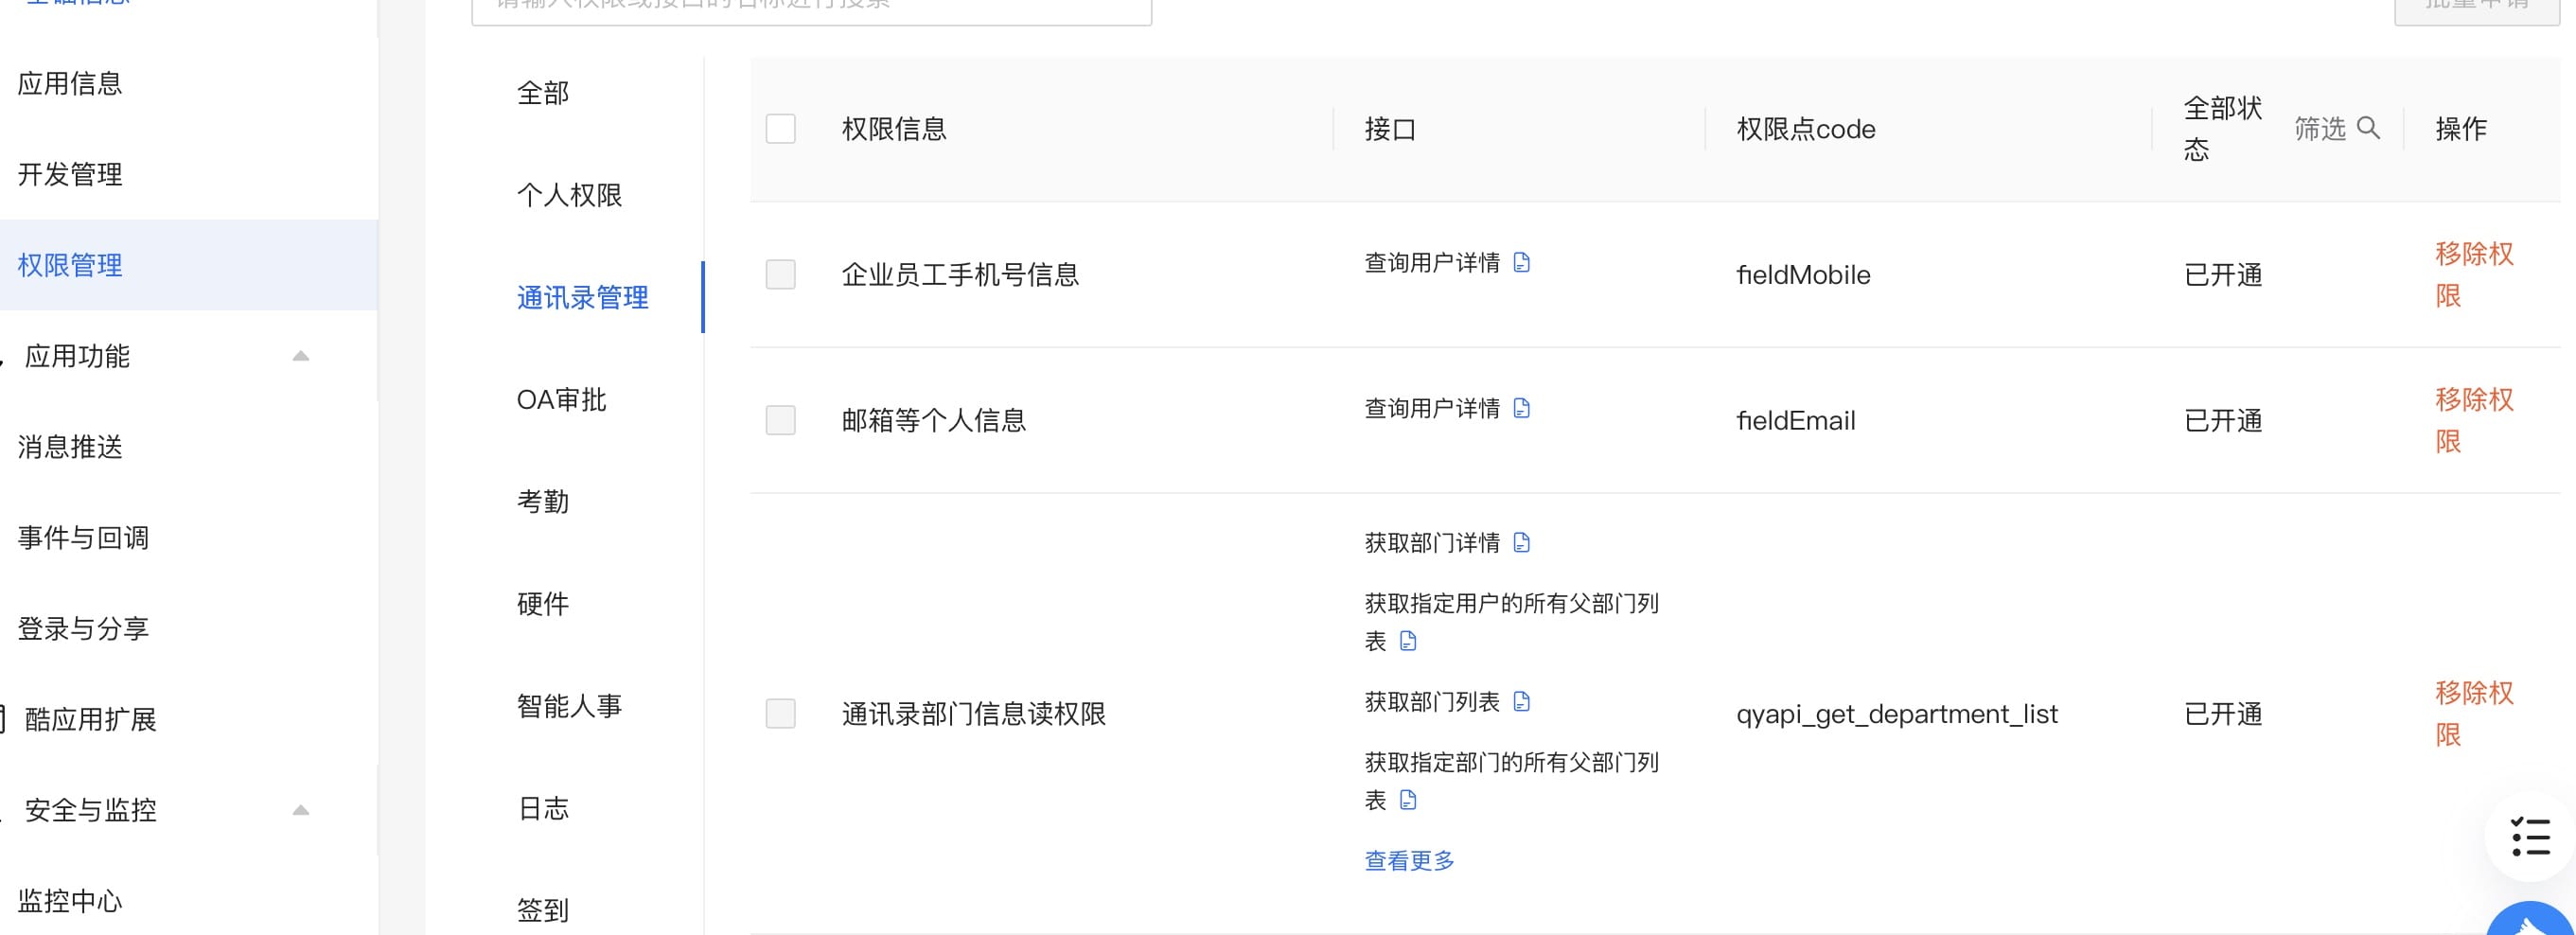 应用信息
开发管理
权限管理
应用功能
消息推送
事件与回调
登录与分享
酷应用扩展
安全与监控
监控中心
全部
个人权限
通讯录管理
OA审批
考勤
硬件
智能人事
日志
签到
权限信息
接口
权限点code
全部状
态
筛选
操作
企业员工手机号信息
查询用户详情
fieldMobile
已开通
移除权
限
邮箱等个人信息
查询用户详情
fieldEmail
已开通
移除权
限
通讯录部门信息读权限
获取部门详情
获取指定用户的所有父部门列
表
获取部门列表
获取指定部门的所有父部门列
表
查看更多
qyapi_get_department_list
已开通
移除权
限